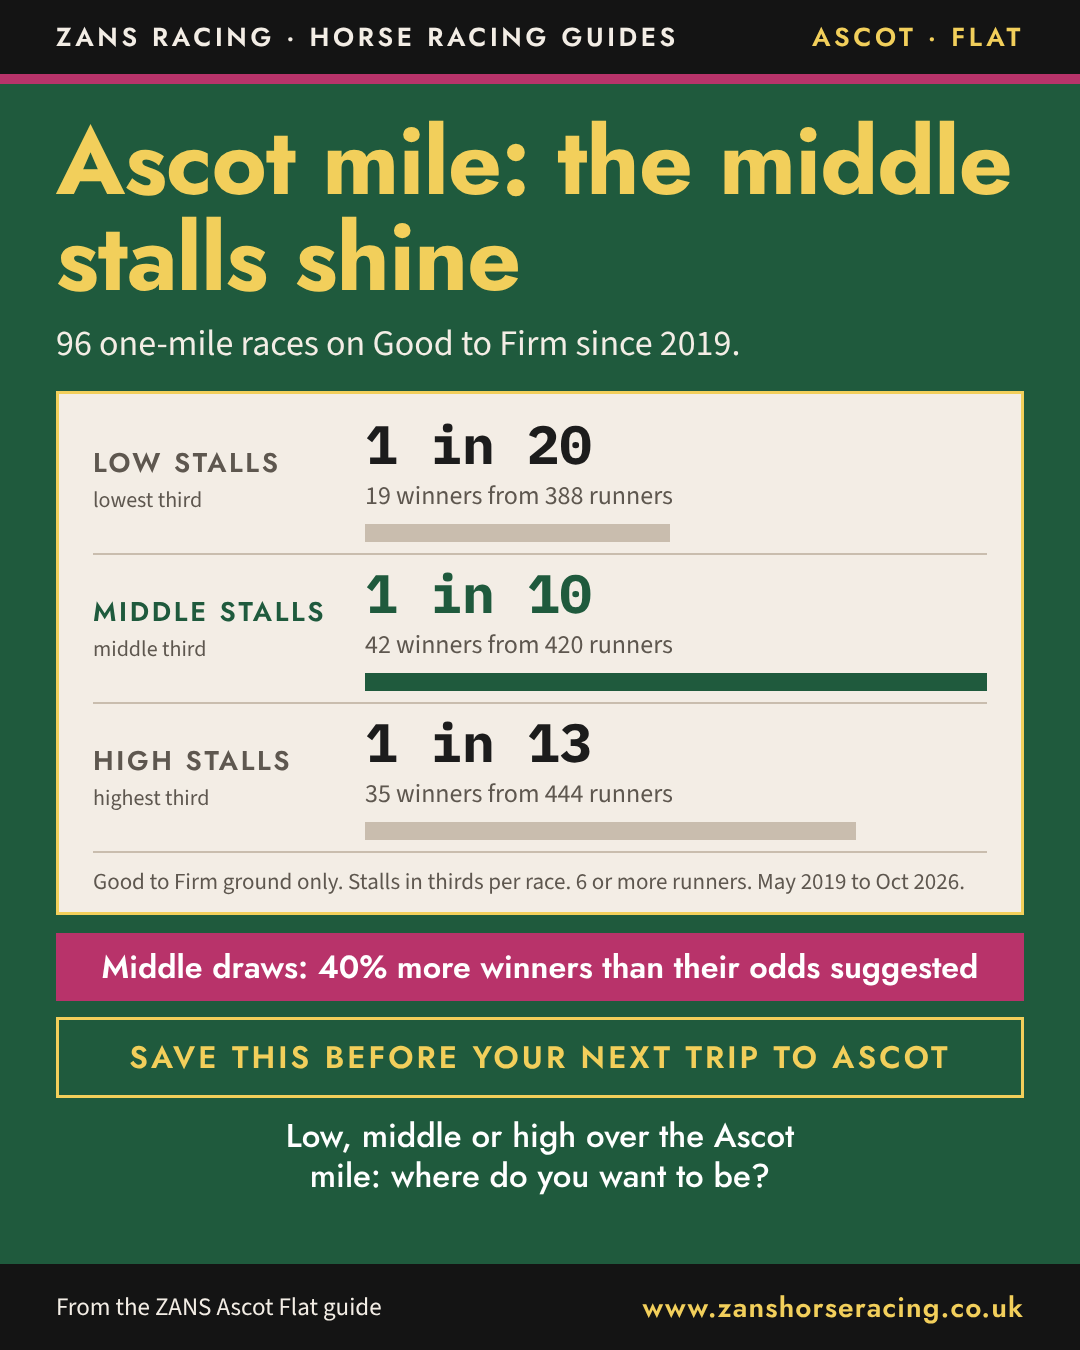 ZANS RACING · HORSE RACING GUIDES
ASCOT · FLAT
Ascot mile: the middle
stalls shine
96 one-mile races on Good to Firm since 2019.
LOW STALLS
lowest third
1 in 20
19 winners from 388 runners
MIDDLE STALLS
middle third
1 in 10
42 winners from 420 runners
HIGH STALLS
highest third
1 in 13
35 winners from 444 runners
Good to Firm ground only. Stalls in thirds per race. 6 or more runners. May 2019 to Oct 2026.
Middle draws: 40% more winners than their odds suggested
SAVE THIS BEFORE YOUR NEXT TRIP TO ASCOT
Low, middle or high over the Ascot
mile: where do you want to be?
From the ZANS Ascot Flat guide
www.zanshorseracing.co.uk